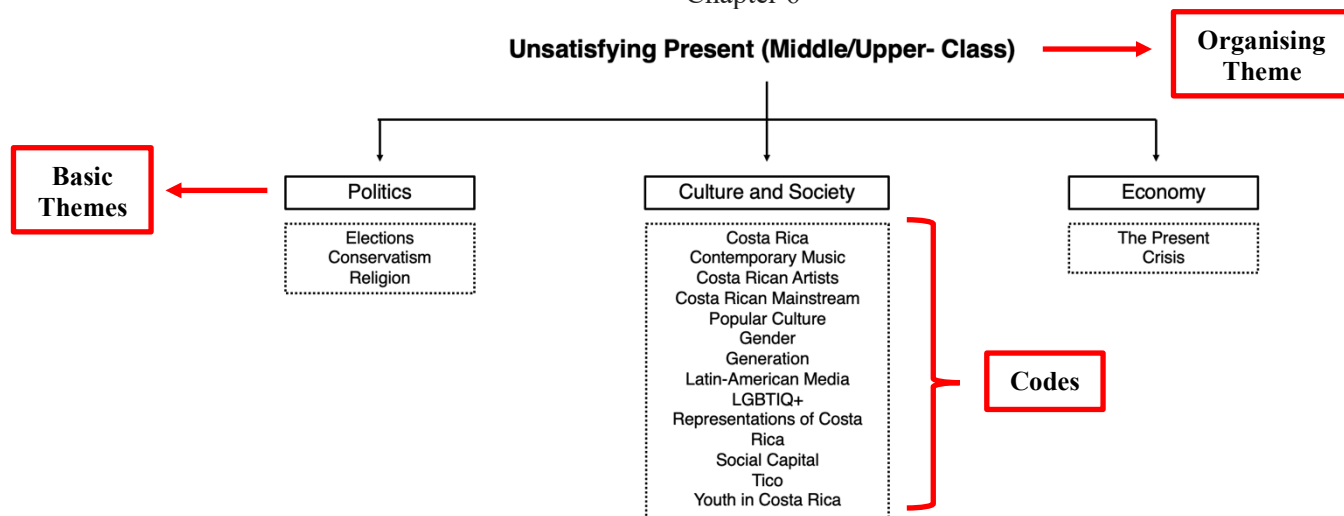 Chapter 6
Unsatisfying Present (Middle/Upper- Class)
Organising
Theme
Basic
Themes
Politics
Elections
Conservatism
Religion
Culture and Society
Costa Rica
Contemporary Music
Costa Rican Artists
Costa Rican Mainstream
Popular Culture
Gender
Generation
Latin-American Media
LGBTIQ+
Representations of Costa
Rica
Social Capital
Tico
Youth in Costa Rica
Codes
Economy
The Present
Crisis